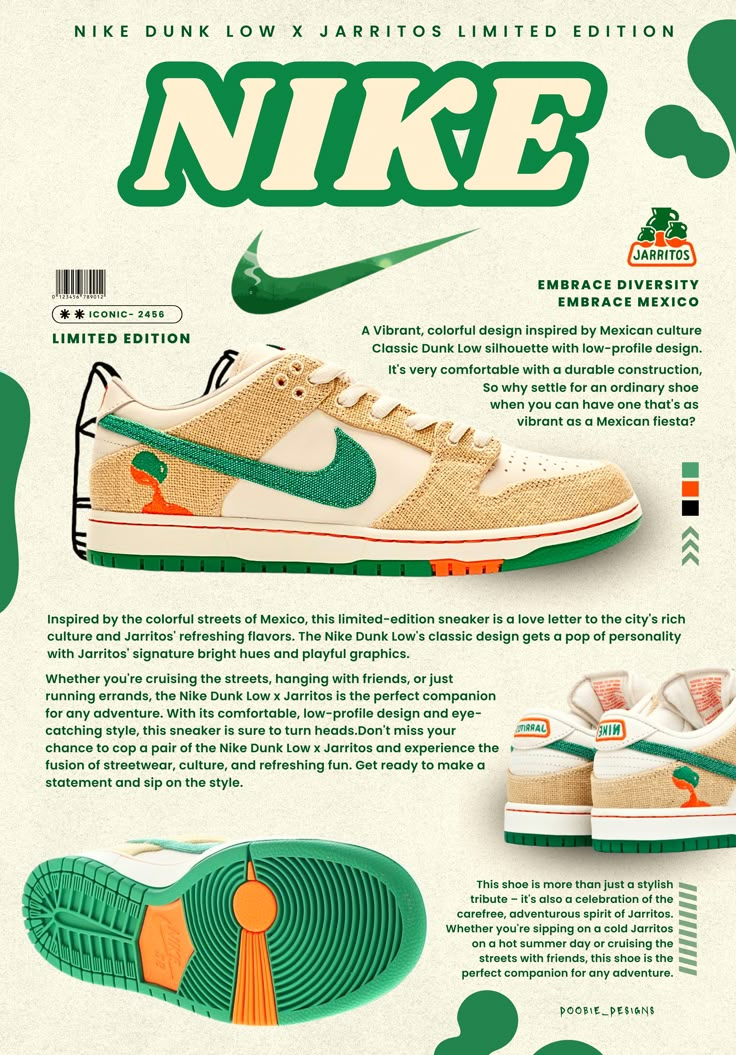 NIKE DUNK LOW X JARRITOS LIMITED EDITION
NIKE
JARRITOS
0 123456 789012
ICONIC- 2456
LIMITED EDITION
EMBRACE DIVERSITY
EMBRACE MEXICO
A Vibrant, colorful design inspired by Mexican culture
Classic Dunk Low silhouette with low-profile design.
It's very comfortable with a durable construction,
So why settle for an ordinary shoe
when you can have one that's as
vibrant as a Mexican fiesta?
Inspired by the colorful streets of Mexico, this limited-edition sneaker is a love letter to the city's rich
culture and Jarritos' refreshing flavors. The Nike Dunk Low's classic design gets a pop of personality
with Jarritos' signature bright hues and playful graphics.
Whether you're cruising the streets, hanging with friends, or just
running errands, the Nike Dunk Low x Jarritos is the perfect companion
for any adventure. With its comfortable, low-profile design and eye-
catching style, this sneaker is sure to turn heads.Don't miss your
chance to cop a pair of the Nike Dunk Low x Jarritos and experience the
fusion of streetwear, culture, and refreshing fun. Get ready to make a
statement and sip on the style.
JARRITOS
NIKE
NIKE
This shoe is more than just a stylish
tribute – it's also a celebration of the
carefree, adventurous spirit of Jarritos.
Whether you're sipping on a cold Jarritos
on a hot summer day or cruising the
streets with friends, this shoe is the
perfect companion for any adventure.
DOOBIE_DESIGNS